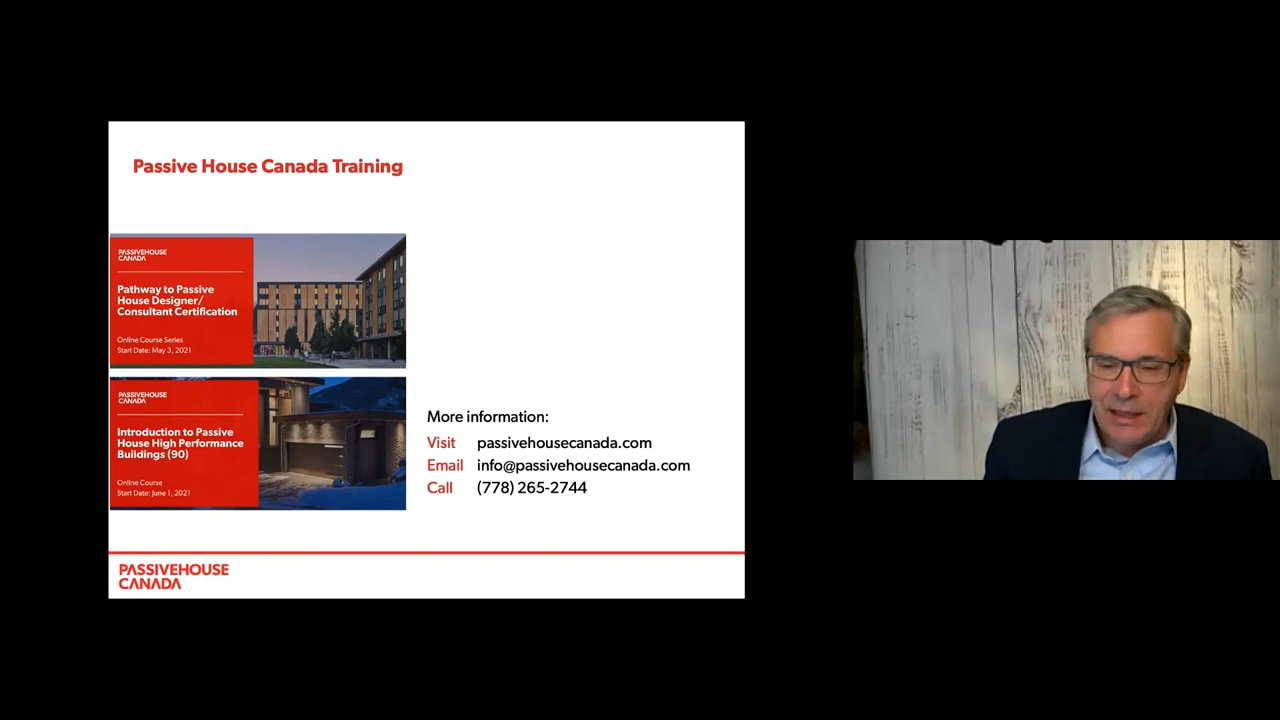 Passive House Canada Training
PASSIVEHOUSE
CANADA
Pathway to Passive
House Designer/
Consultant Certification
Online Course Series
Start Date: May 3, 2021
PASSIVEHOUSE
CANADA
Introduction to Passive
House High Performance
Buildings (90)
Online Course
Start Date: June 1, 2021
More information:
Visit passivehousecanada.com
Email info@passivehousecanada.com
Call (778) 265-2744
PASSIVEHOUSE
CANADA